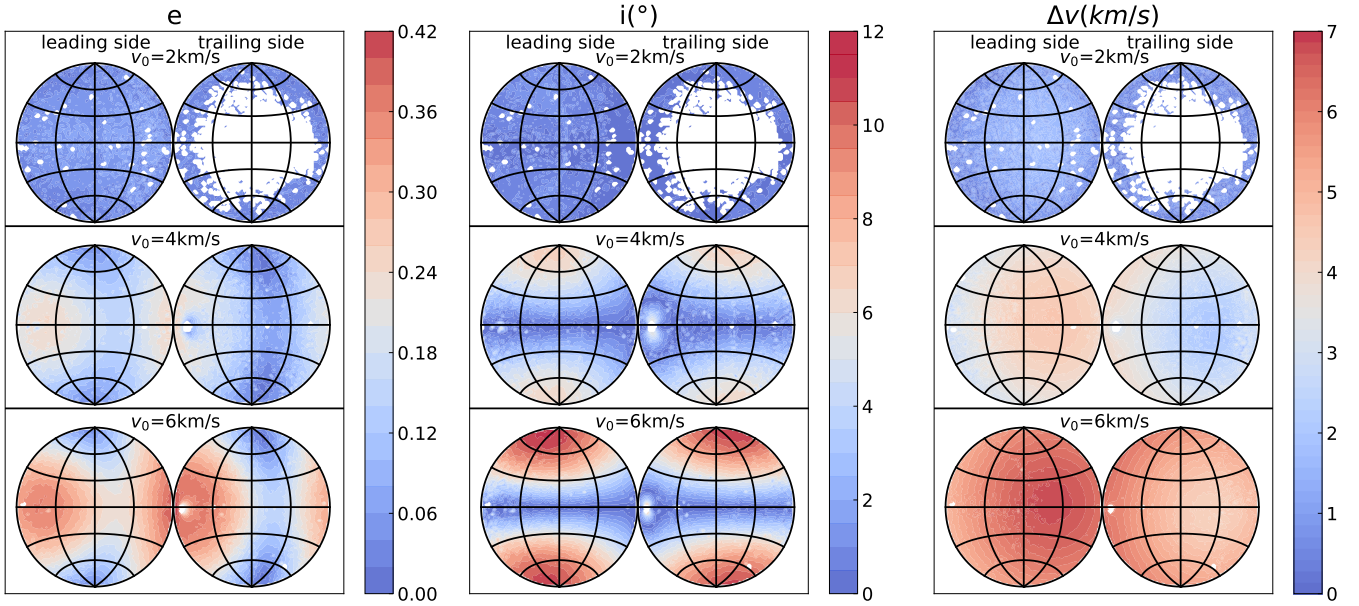 e
leading side trailing side
v₀=2km/s
v₀=4km/s
v₀=6km/s
0.42
0.36
0.30
0.24
0.18
0.12
0.06
0.00
i(°)
leading side trailing side
v₀=2km/s
v₀=4km/s
v₀=6km/s
12
10
8
6
4
2
0
Δv(km/s)
leading side trailing side
v₀=2km/s
v₀=4km/s
v₀=6km/s
7
6
5
4
3
2
1
0